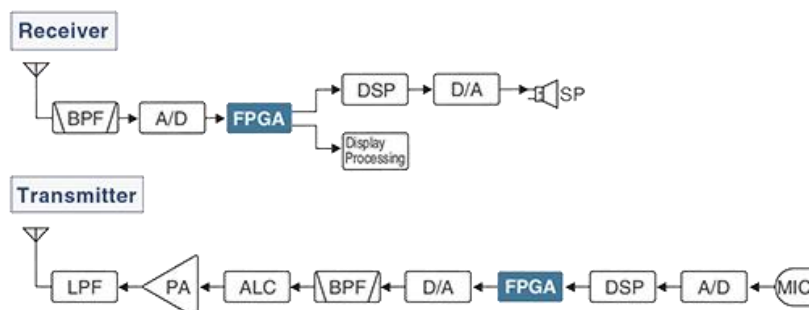 Receiver
BPF
A/D
FPGA
DSP
D/A
SP
Display
Processing
Transmitter
LPF
PA
ALC
BPF
D/A
FPGA
DSP
A/D
MIC